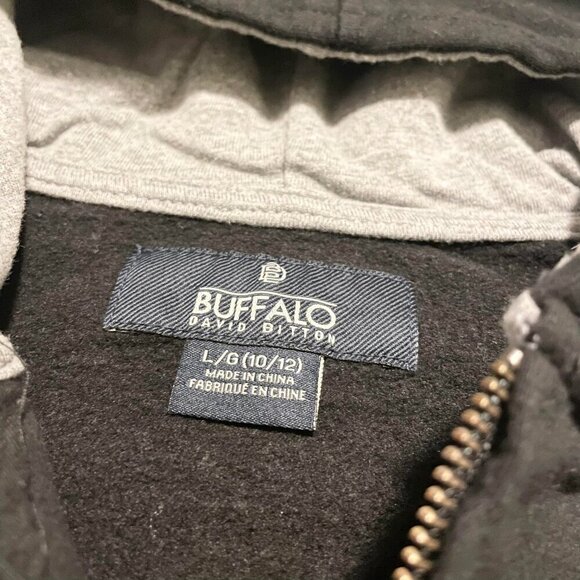 BUFFALO
DAVID BITTON
L/G (10/12)
MADE IN CHINA
FABRIQUÉ EN CHINE